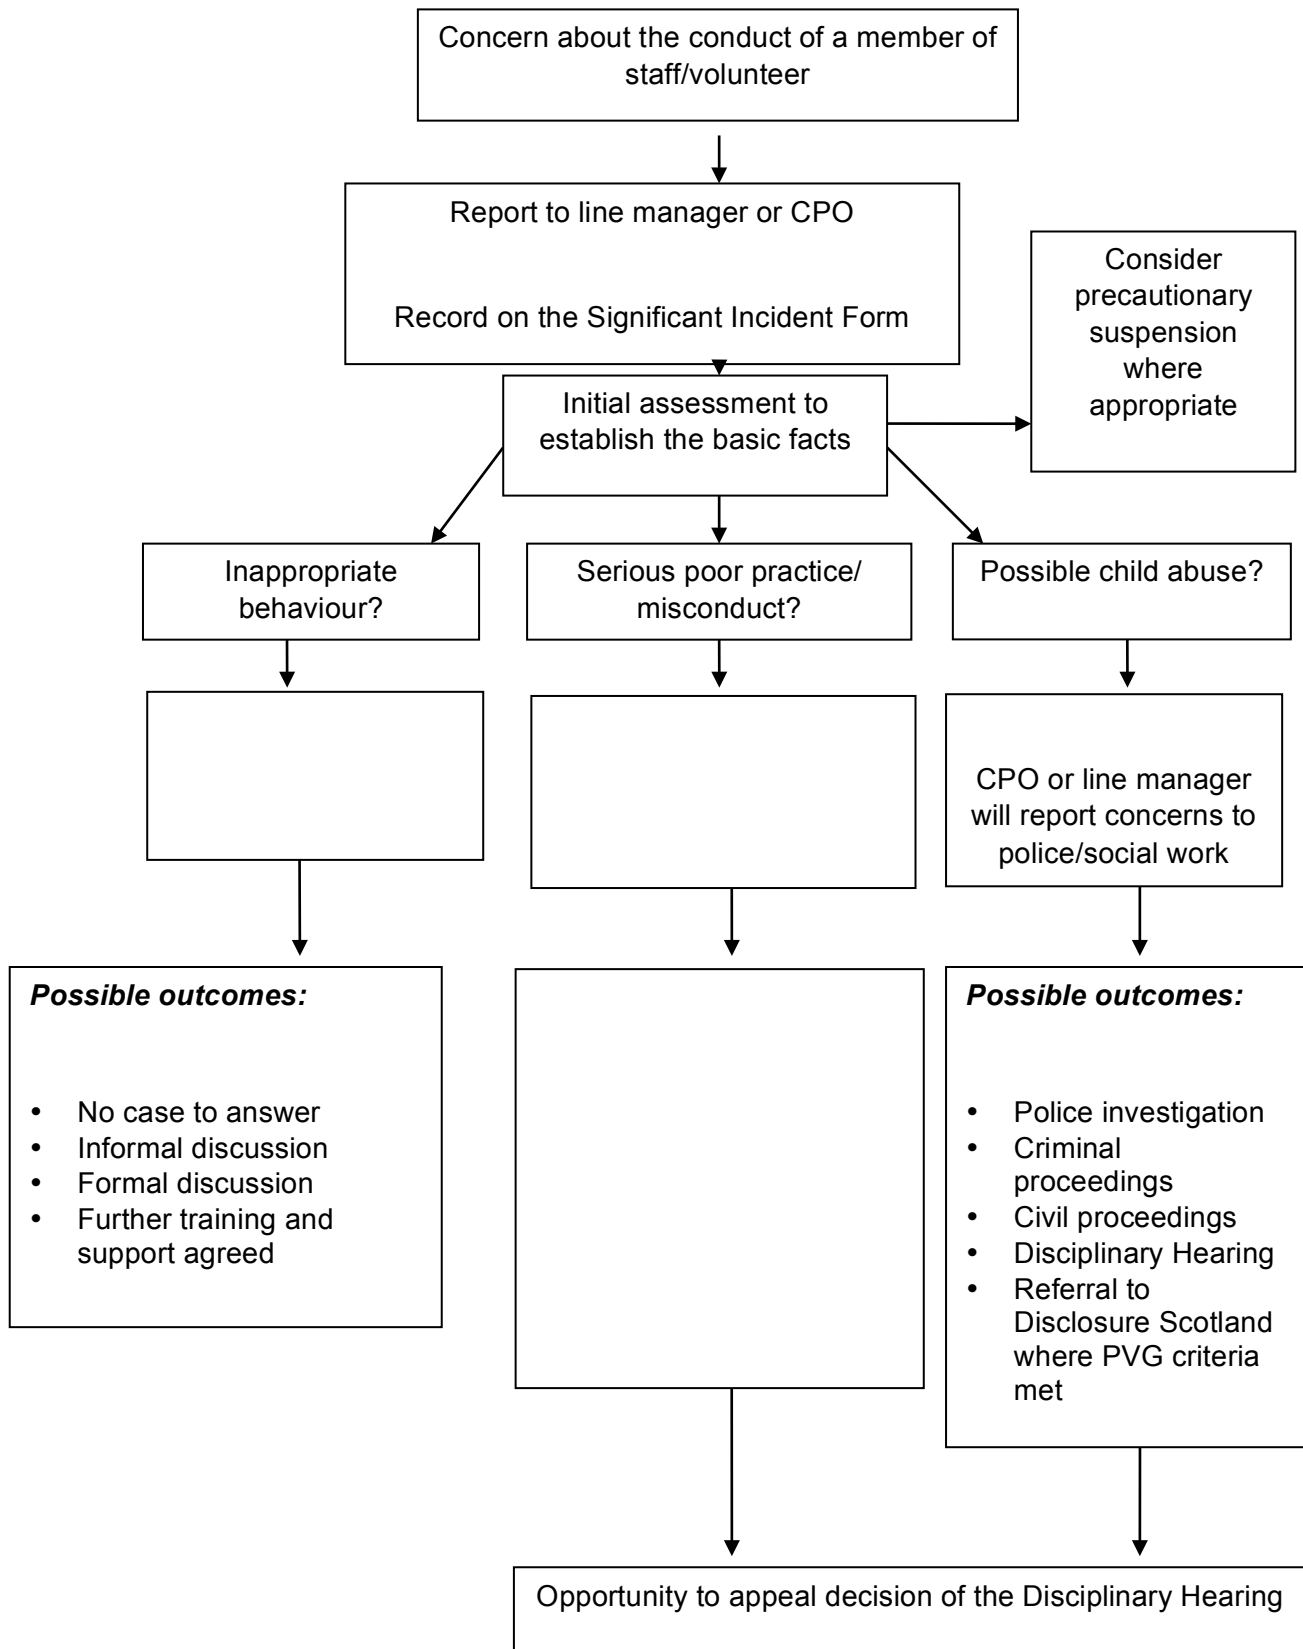 Concern about the conduct of a member of
staff/volunteer
Report to line manager or CPO
Record on the Significant Incident Form
Consider
precautionary
suspension
where
appropriate
Initial assessment to
establish the basic facts
Inappropriate
behaviour?
Serious poor practice/
misconduct?
Possible child abuse?
CPO or line manager
will report concerns to
police/social work
Possible outcomes:
• No case to answer
• Informal discussion
• Formal discussion
• Further training and
support agreed
Possible outcomes:
• Police investigation
• Criminal
proceedings
• Civil proceedings
• Disciplinary Hearing
• Referral to
Disclosure Scotland
where PVG criteria
met
Opportunity to appeal decision of the Disciplinary Hearing